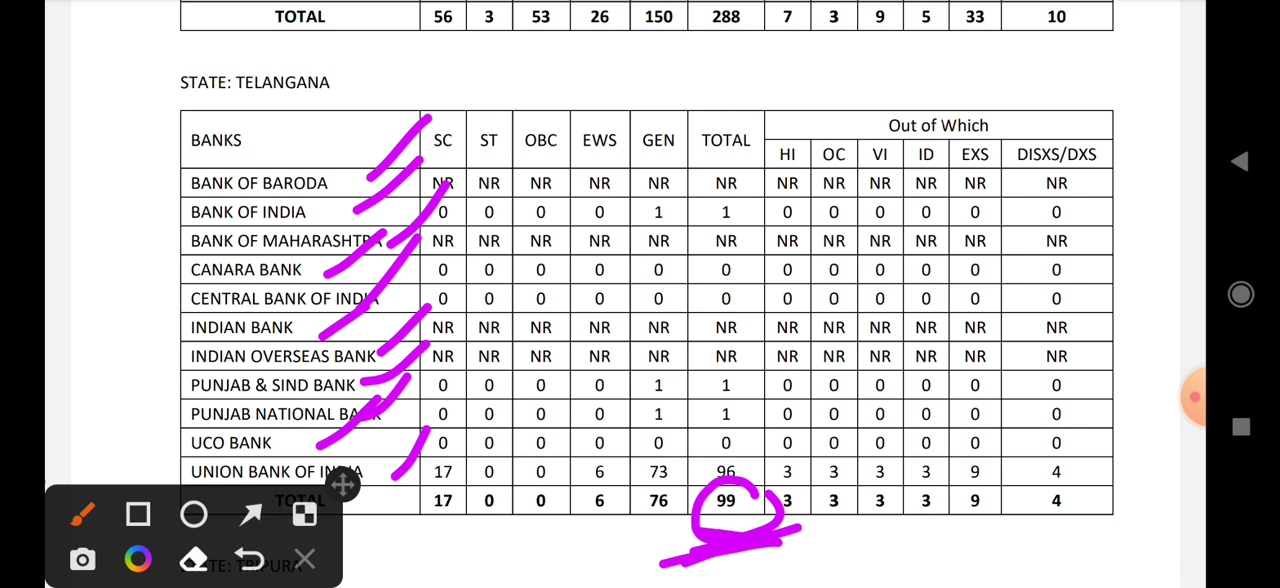 TOTAL 56 3 53 26 150 288 7 3 9 5 33 10
STATE: TELANGANA
BANKS SC ST OBC EWS GEN TOTAL Out of Which
HI OC VI ID EXS DISXS/DXS
BANK OF BARODA NR NR NR NR NR NR NR NR NR NR NR NR
BANK OF INDIA 0 0 0 0 1 1 0 0 0 0 0 0
BANK OF MAHARASHTRA NR NR NR NR NR NR NR NR NR NR NR NR
CANARA BANK 0 0 0 0 0 0 0 0 0 0 0 0
CENTRAL BANK OF INDIA 0 0 0 0 0 0 0 0 0 0 0 0
INDIAN BANK NR NR NR NR NR NR NR NR NR NR NR NR
INDIAN OVERSEAS BANK NR NR NR NR NR NR NR NR NR NR NR NR
PUNJAB & SIND BANK 0 0 0 0 1 1 0 0 0 0 0 0
PUNJAB NATIONAL BANK 0 0 0 0 1 1 0 0 0 0 0 0
UCO BANK 0 0 0 0 0 0 0 0 0 0 0 0
UNION BANK OF INDIA 17 0 0 6 73 96 3 3 3 3 9 4
TOTAL 17 0 0 6 76 99 3 3 3 3 9 4
STATE: TRIPURA